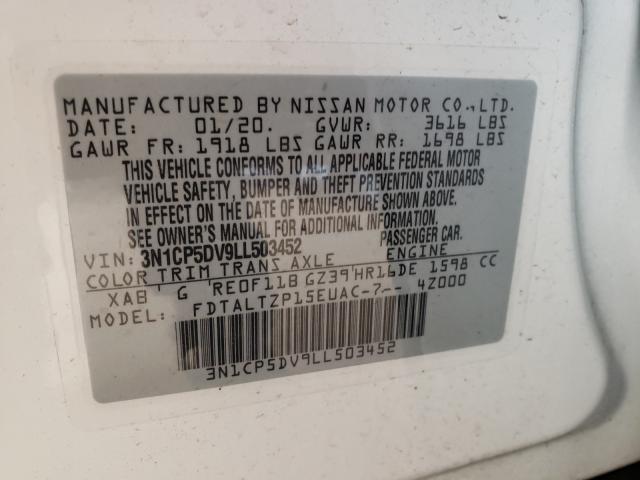 MANUFACTURED BY NISSAN MOTOR CO.,LTD.
DATE: 01/20. GVWR: 3616 LBS
GAWR FR: 1918 LBS GAWR RR: 1698 LBS
THIS VEHICLE CONFORMS TO ALL APPLICABLE FEDERAL MOTOR
VEHICLE SAFETY, BUMPER AND THEFT PREVENTION STANDARDS
IN EFFECT ON THE DATE OF MANUFACTURE SHOWN ABOVE.
SEE OWNER'S MANUAL FOR ADDITIONAL INFORMATION.
VIN: 3N1CP5DV9LL503452 PASSENGER CAR.
COLOR TRIM TRANS AXLE ENGINE
XAB' G 'RE0F11B GZ39'HR16DE 1598 CC
MODEL: FDTALTZP15EUAC-7-- 4Z000
3N1CP5DV9LL503452